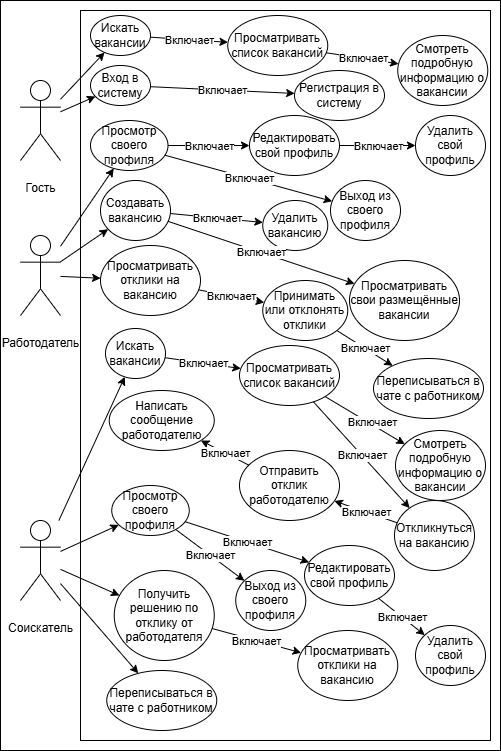 Искать
вакансии
Включает
Просматривать
список вакансий
Включает
Смотреть
подробную
информацию о
вакансии
Вход в
систему
Включает
Регистрация в
систему
Гость
Просмотр
своего
профиля
Включает
Редактировать
свой профиль
Включает
Удалить
свой
профиль
Включает
Выход из
своего
профиля
Создавать
вакансию
Включает
Удалить
вакансию
Включает
Просматривать
свои размещённые
вакансии
Просматривать
отклики на
вакансию
Включает
Принимать
или отклонять
отклики
Включает
Переписываться в
чате с работником
Работодатель
Искать
вакансии
Включает
Просматривать
список вакансий
Включает
Смотреть
подробную
информацию о
вакансии
Включает
Откликнуться
на вакансию
Включает
Отправить
отклик
работодателю
Включает
Написать
сообщение
работодателю
Просмотр
своего
профиля
Включает
Редактировать
свой профиль
Включает
Удалить
свой
профиль
Включает
Выход из
своего
профиля
Получить
решению по
отклику от
работодателя
Включает
Просматривать
отклики на
вакансию
Соискатель
Переписываться в
чате с работником